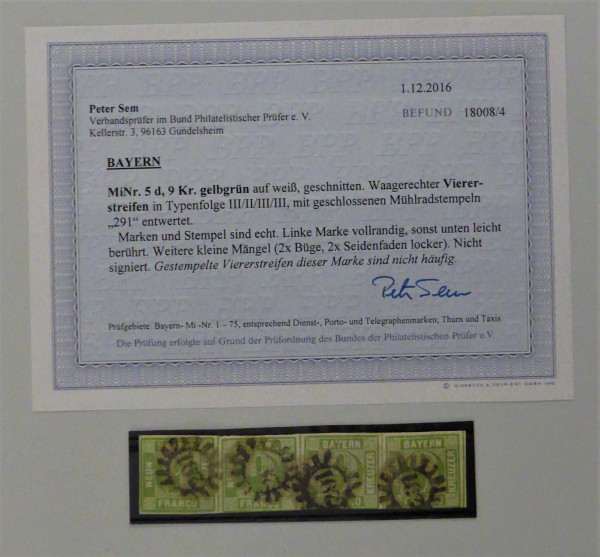 1.12.2016
Peter Sem
Verbandsprüfer im Bund Philatelistischer Prüfer e. V.
Kellerstr. 3, 96163 Gundelsheim
BEFUND 18008/4
BAYERN
MiNr. 5 d, 9 Kr. gelbgrün auf weiß, geschnitten. Waagerechter Vierer-
streifen in Typenfolge III/II/III/III, mit geschlossenen Mühlradstempeln
„291“ entwertet.
Marken und Stempel sind echt. Linke Marke vollrandig, sonst unten leicht
berührt. Weitere kleine Mängel (2x Büge, 2x Seidenfaden locker). Nicht
signiert. Gestempelte Viererstreifen dieser Marke sind nicht häufig.
Peter Sem
Prüfgebiete: Bayern- Mi -Nr. 1 – 75, entsprechend Dienst-, Porto- und Telegraphenmarken; Thurn und Taxis
Die Prüfung erfolgte auf Grund der Prüfordnung des Bundes der Philatelistischen Prüfer e.V
BAYERN BAYERN
NEUN KREUZER KREUZER
FRANCO FRANCO